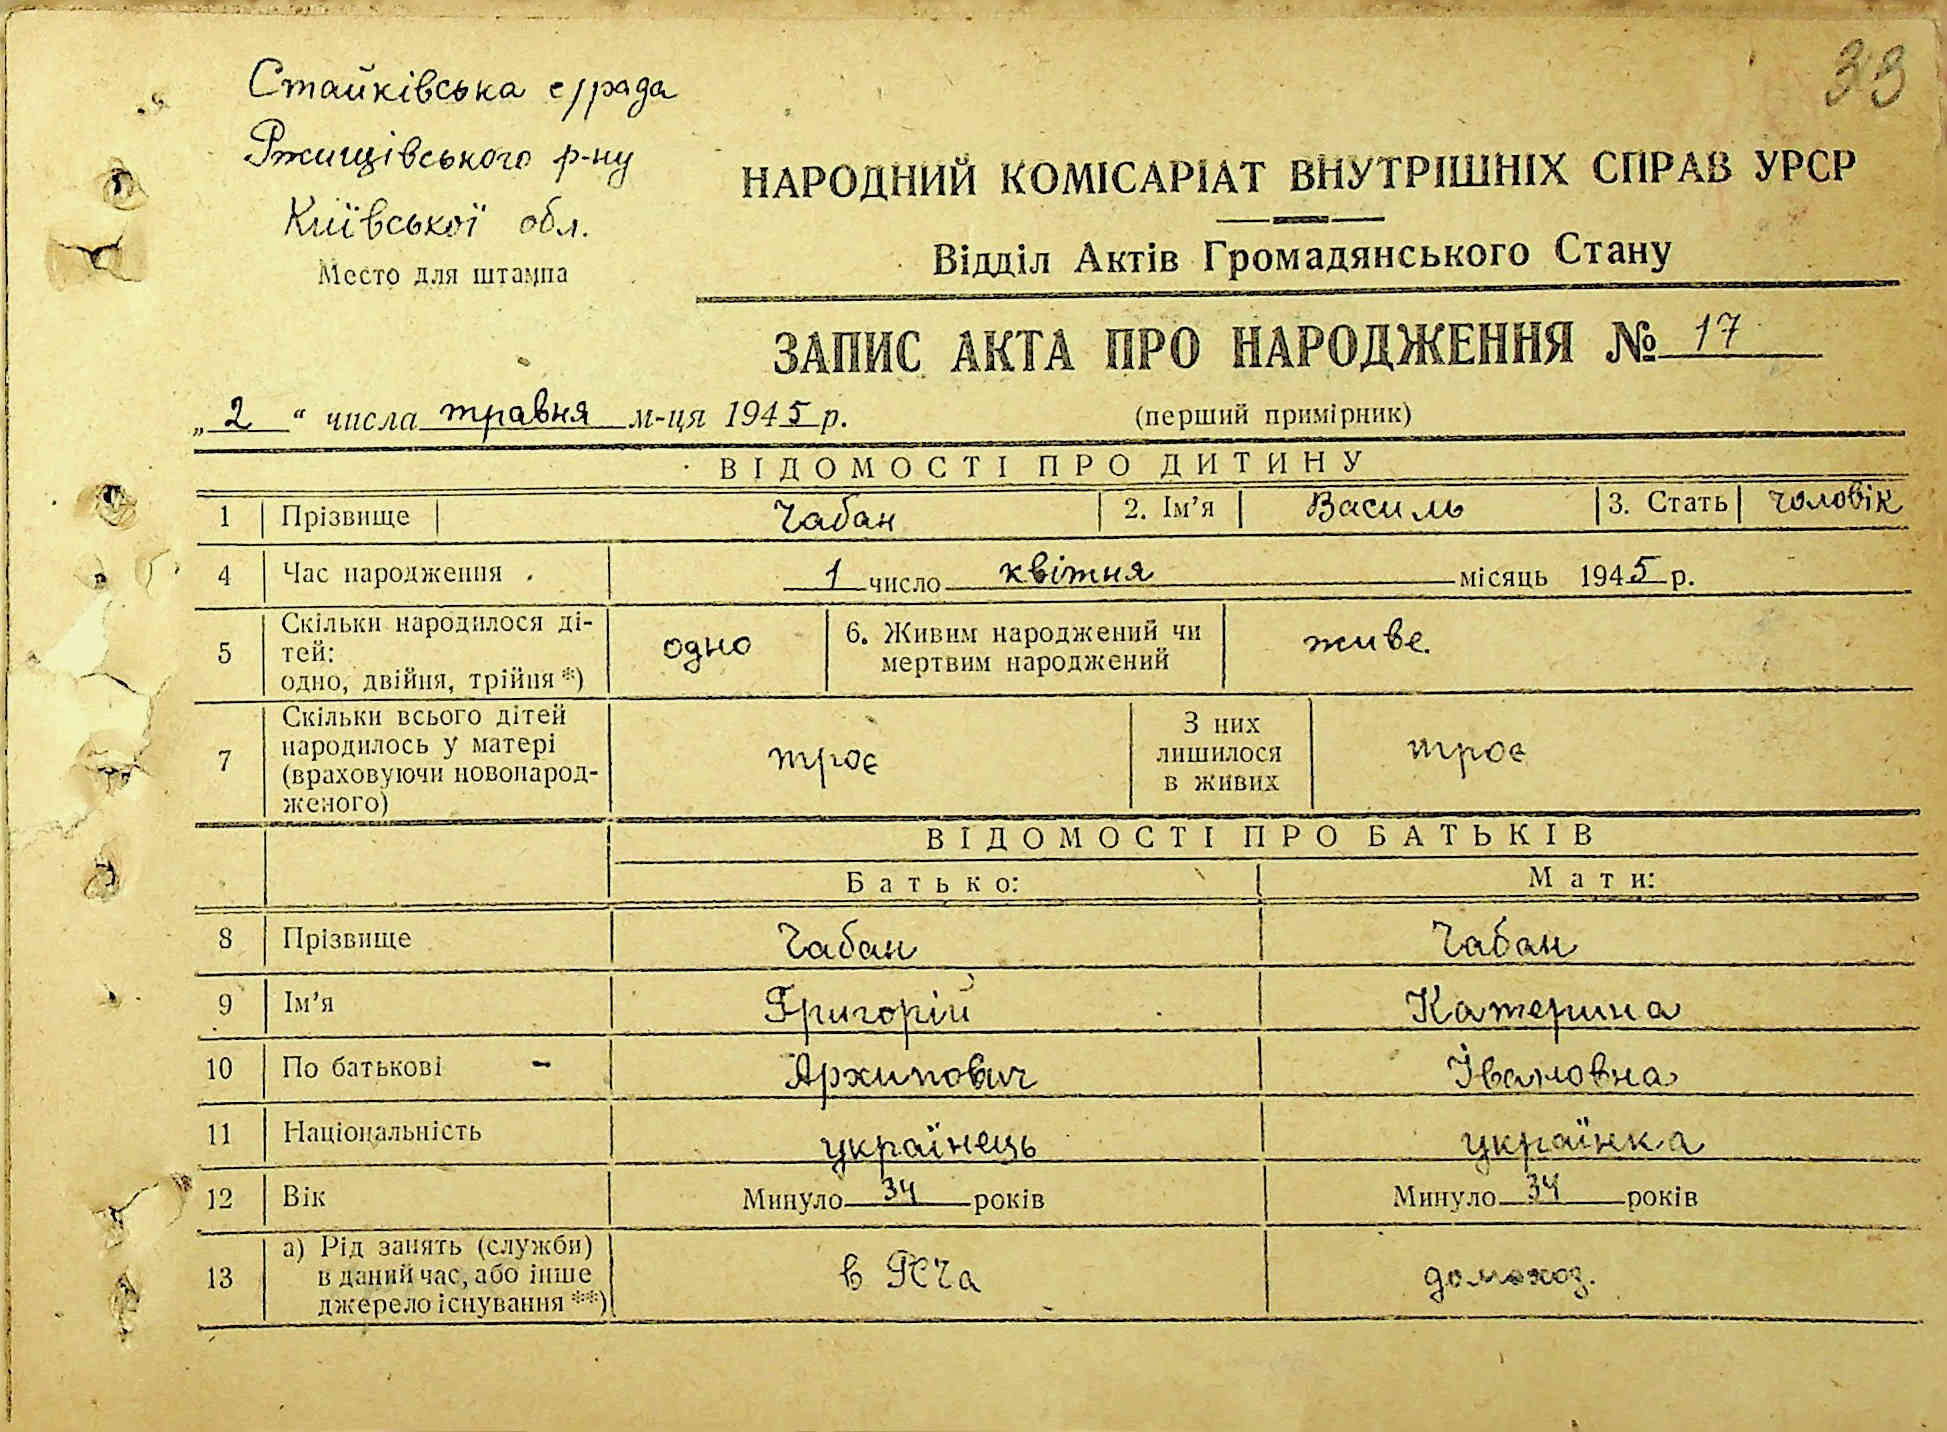 33
Стайківська с/рада
Ржищівського р-ну
Київської обл.
Место для штампа
НАРОДНИЙ КОМІСАРІАТ ВНУТРІШНІХ СПРАВ УРСР
Відділ Актів Громадянського Стану
ЗАПИС АКТА ПРО НАРОДЖЕННЯ № 17
„2“ числа травня м-ця 1945 р. (перший примірник)
ВІДОМОСТІ ПРО ДИТИНУ
1 Прізвище Чабан 2. Ім'я Василь 3. Стать чоловік
4 Час народження 1 число квітня місяць 1945 р.
5 Скільки народилося ді-
тей:
одно, двійня, трійня *) одно 6. Живим народжений чи
мертвим народжений живе.
7 Скільки всього дітей
народилось у матері
(враховуючи новонарод-
женого) троє З них
лишилося
в живих троє
ВІДОМОСТІ ПРО БАТЬКІВ
Батько: Мати:
8 Прізвище Чабан Чабан
9 Ім'я Григорій Катерина
10 По батькові - Архипович Івановна
11 Національність українець українка
12 Вік Минуло 34 років Минуло 34 років
13 а) Рід занять (служби)
в даний час, або інше
джерело існування **) в РСЧа домохоз.